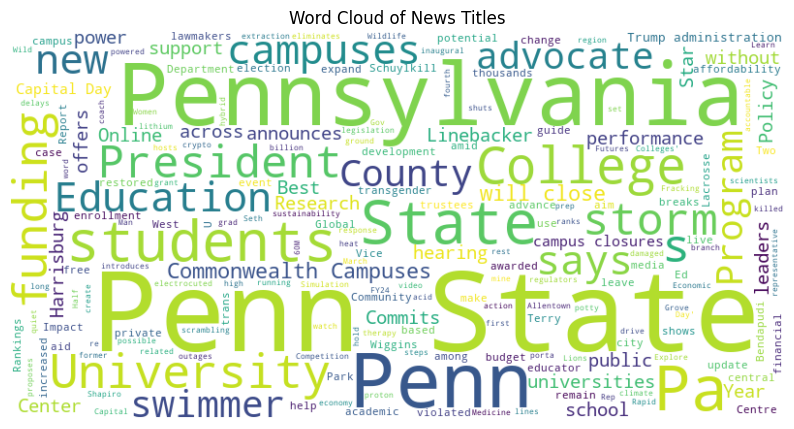 Word Cloud of News Titles
campus power lawmakers extraction eliminates Wildlife potential change Trump administration
Wild new support powered campuses inaugural advocate region Learn
Department election expand Schuylkill thousands Star without
Capital Day Pennsylvania fourth affordability
delays Women hybrid Gov set
Report offers Online across announces Linebacker guide performance Policy accountable
coach lithium crypto legislation
case hosts billion ground development amid Two
funding President County College Program Futures Colleges'
word restored grant transgender will close
Education event Best Research trustees advance prep aim Lacrosse breaks plan scientists
Harrisburg enrollment West u Seth sustainability Global State use storm Fracking killed
students Man grad response hearing ranks campus closures live representative
free introduces 60M heat March Vice says s media leaders branch
long electrocuted Simulation Commonwealth Campuses awarded leave Ed Economic
quiet Half create trans high running FY24 video nine regulators damaged Day'
Impact private Community acid Commits make action Allentown potty Terry Grove Bendapudi
Rankings re possible therapy based Penn State first drive shows
increased former related scrambling watch Wiggins among Lions Explore city update
University Competition hold steps budget porta public universities central financial
aid outages Park Penn educator Pa climate
proposes Shapiro economy proton academic violated remain Rep Rapid Year
Center Capital swimmer help Medicine lines school Centre